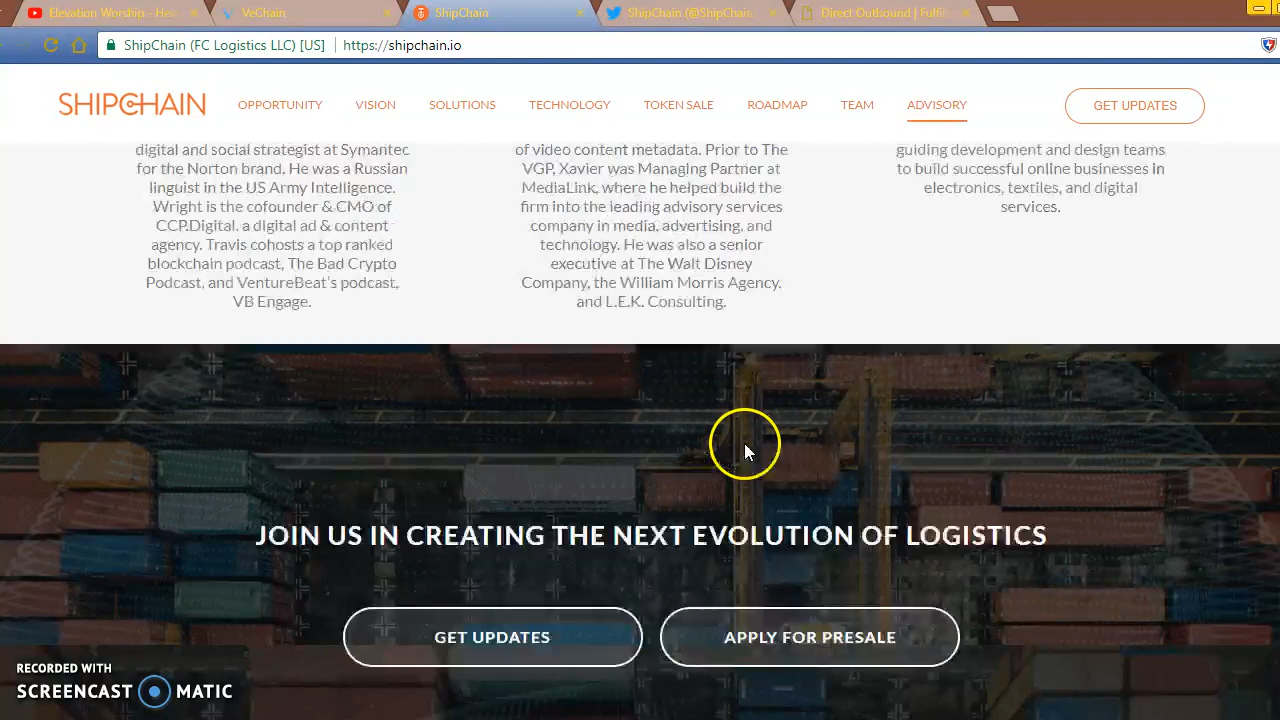 Elevation Worship - He
VeChain
ShipChain
ShipChain (@ShipChain
Direct Outbound | Fulfil
ShipChain (FC Logistics LLC) [US] https://shipchain.io
SHIPCHAIN OPPORTUNITY VISION SOLUTIONS TECHNOLOGY TOKEN SALE ROADMAP TEAM ADVISORY GET UPDATES
digital and social strategist at Symantec
for the Norton brand. He was a Russian
linguist in the US Army Intelligence.
Wright is the cofounder & CMO of
CCP.Digital, a digital ad & content
agency. Travis cohosts a top ranked
blockchain podcast, The Bad Crypto
Podcast, and VentureBeat's podcast,
VB Engage.
of video content metadata. Prior to The
VGP, Xavier was Managing Partner at
MediaLink, where he helped build the
firm into the leading advisory services
company in media, advertising, and
technology. He was also a senior
executive at The Walt Disney
Company, the William Morris Agency,
and L.E.K. Consulting.
guiding development and design teams
to build successful online businesses in
electronics, textiles, and digital
services.
JOIN US IN CREATING THE NEXT EVOLUTION OF LOGISTICS
GET UPDATES
APPLY FOR PRESALE
RECORDED WITH
SCREENCAST MATIC